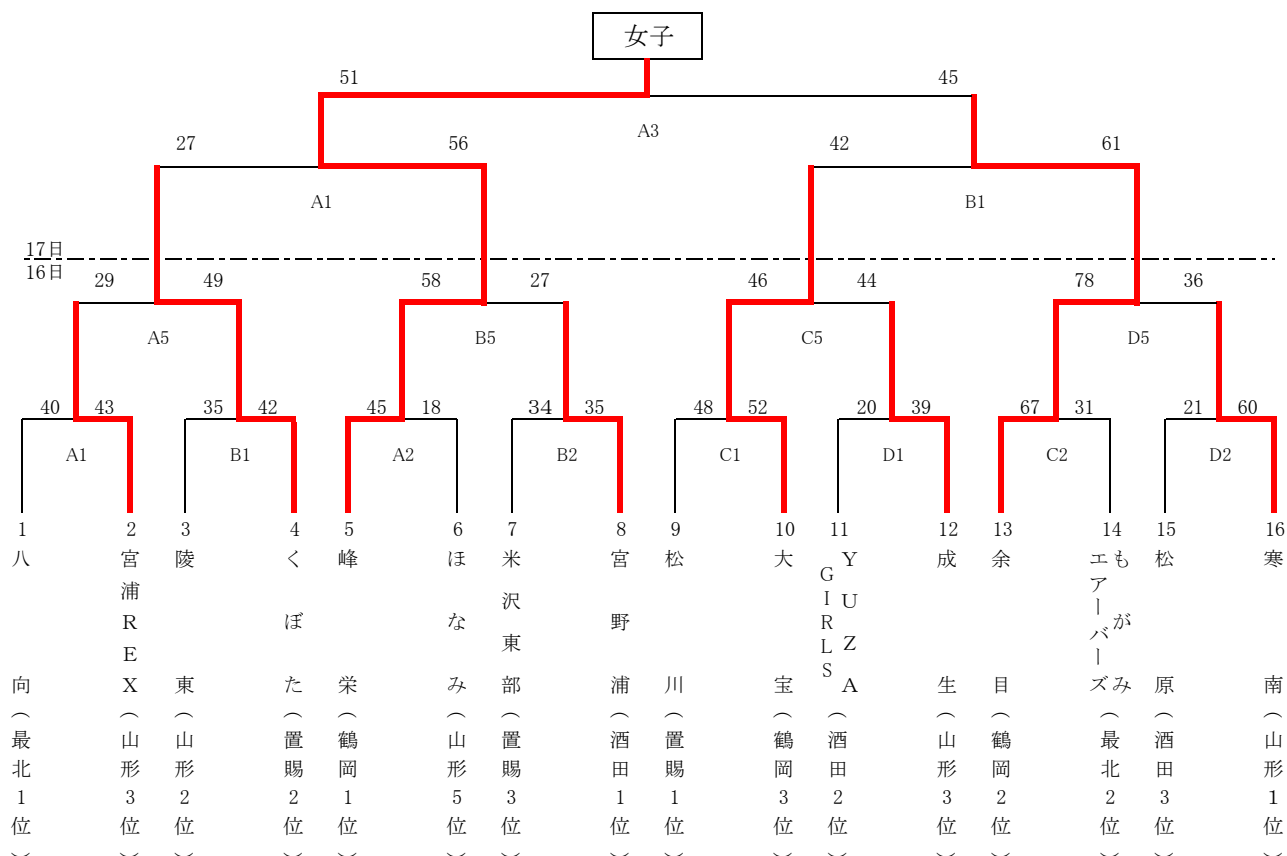 女子
51
45
A3
27
56
42
61
A1
B1
17日
16日
29
49
58
27
46
44
78
36
A5
B5
C5
D5
40
43
35
42
45
18
34
35
48
52
20
39
67
31
21
60
A1
B1
A2
B2
C1
D1
C2
D2
1
2
3
4
5
6
7
8
9
10
11
12
13
14
15
16
八向(最北1位)
宮浦REX(山形3位)
陵東(山形2位)
くぼた(置賜2位)
峰栄(鶴岡1位)
ほなみ(山形5位)
米沢東部(置賜3位)
宮野浦(酒田1位)
松川(置賜1位)
大宝(鶴岡3位)
YUZA
GIRLS
(酒田2位)
成生(山形3位)
余目(鶴岡2位)
もがみ
エアーバーズ
(最北2位)
松原(酒田3位)
寒南(山形1位)